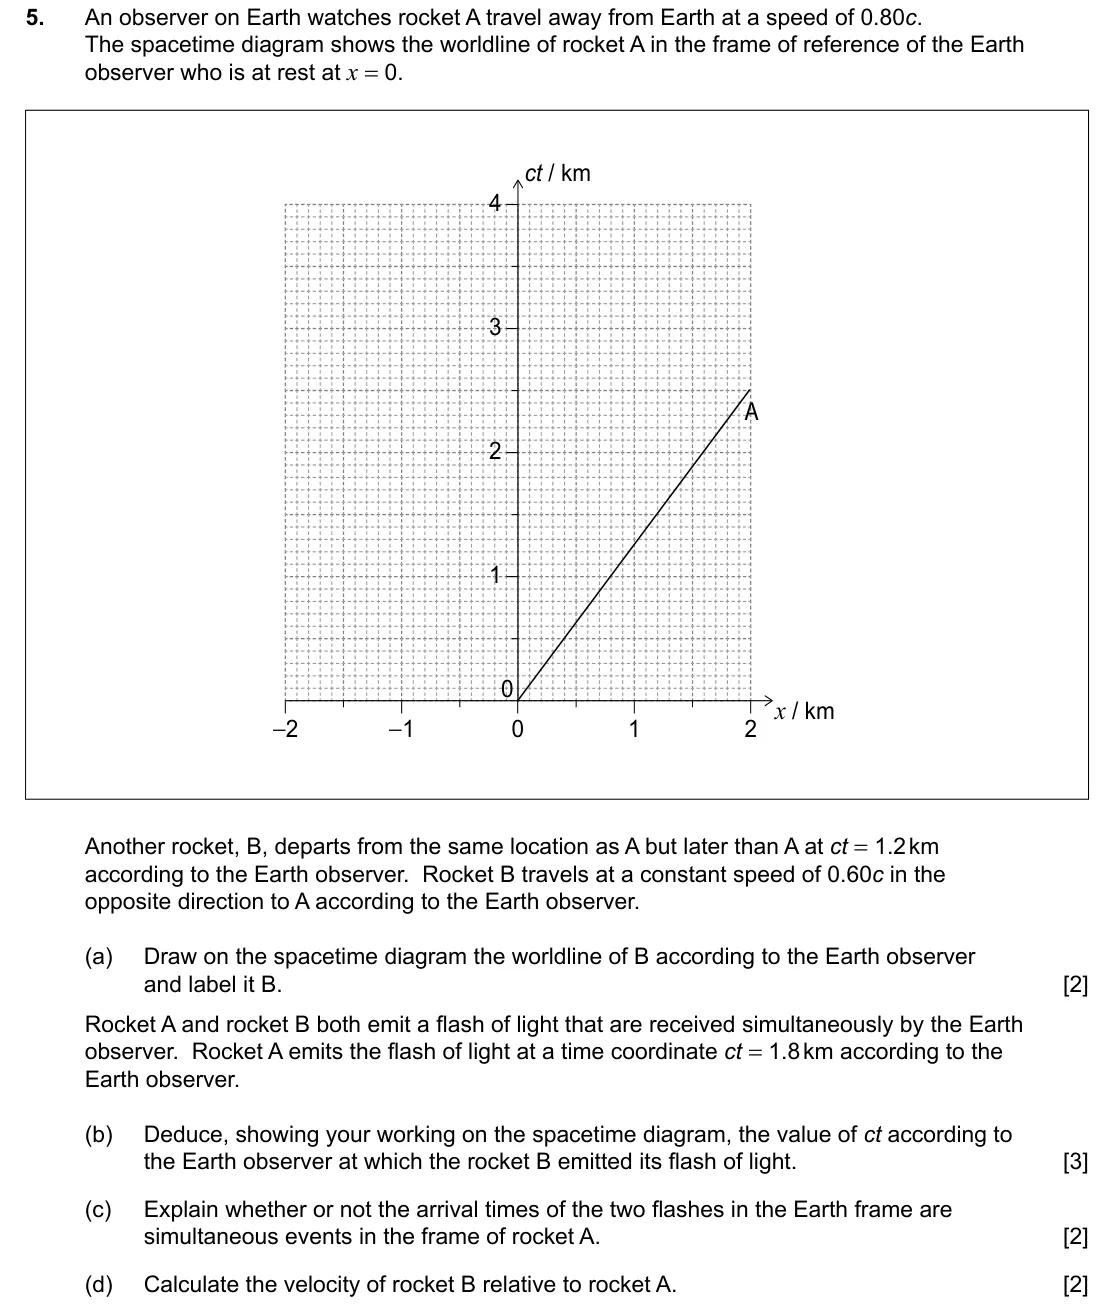 5. An observer on Earth watches rocket A travel away from Earth at a speed of 0.80c.
The spacetime diagram shows the worldline of rocket A in the frame of reference of the Earth
observer who is at rest at x = 0.
ct / km
4
3
A
2
1
0
x / km
–2 –1 0 1 2
Another rocket, B, departs from the same location as A but later than A at ct = 1.2 km
according to the Earth observer. Rocket B travels at a constant speed of 0.60c in the
opposite direction to A according to the Earth observer.
(a) Draw on the spacetime diagram the worldline of B according to the Earth observer
and label it B. [2]
Rocket A and rocket B both emit a flash of light that are received simultaneously by the Earth
observer. Rocket A emits the flash of light at a time coordinate ct = 1.8 km according to the
Earth observer.
(b) Deduce, showing your working on the spacetime diagram, the value of ct according to
the Earth observer at which the rocket B emitted its flash of light. [3]
(c) Explain whether or not the arrival times of the two flashes in the Earth frame are
simultaneous events in the frame of rocket A. [2]
(d) Calculate the velocity of rocket B relative to rocket A. [2]